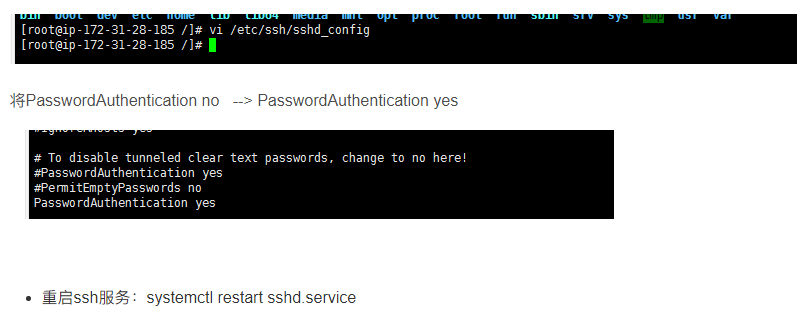 bin boot dev etc home lib lib64 media mnt opt proc root run sbin srv sys tmp usr var
[root@ip-172-31-28-185 /]# vi /etc/ssh/sshd_config
[root@ip-172-31-28-185 /]#
将PasswordAuthentication no --> PasswordAuthentication yes
#IgnoreRhosts yes
# To disable tunneled clear text passwords, change to no here!
#PasswordAuthentication yes
#PermitEmptyPasswords no
PasswordAuthentication yes
• 重启ssh服务：systemctl restart sshd.service